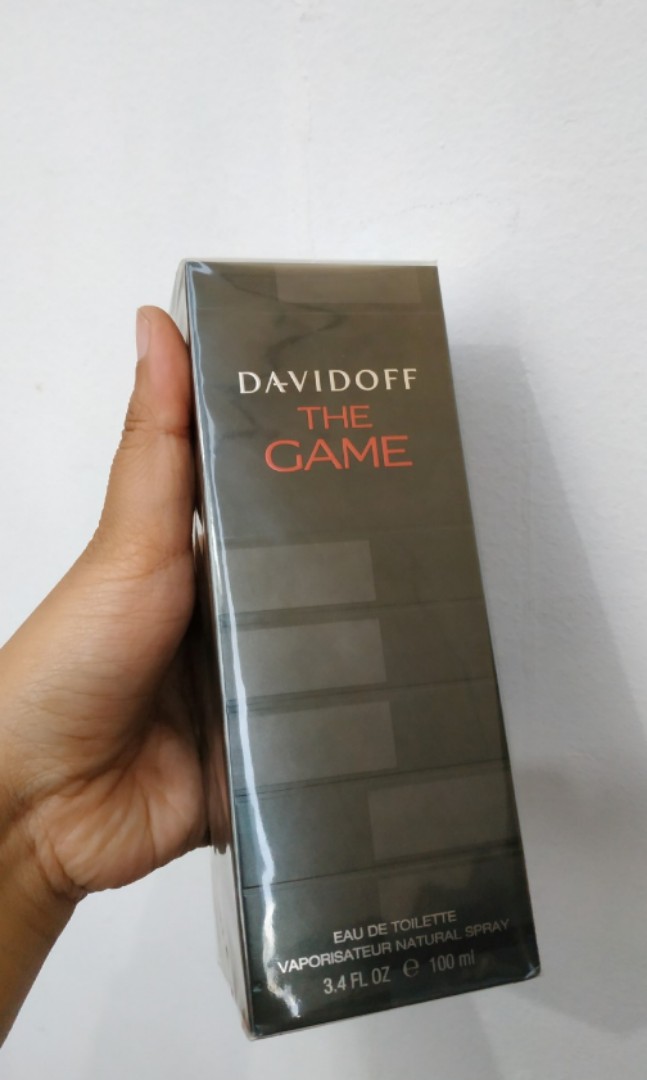 DAVIDOFF
THE
GAME
EAU DE TOILETTE
VAPORISATEUR NATURAL SPRAY
3.4 FL OZ ℮ 100 ml